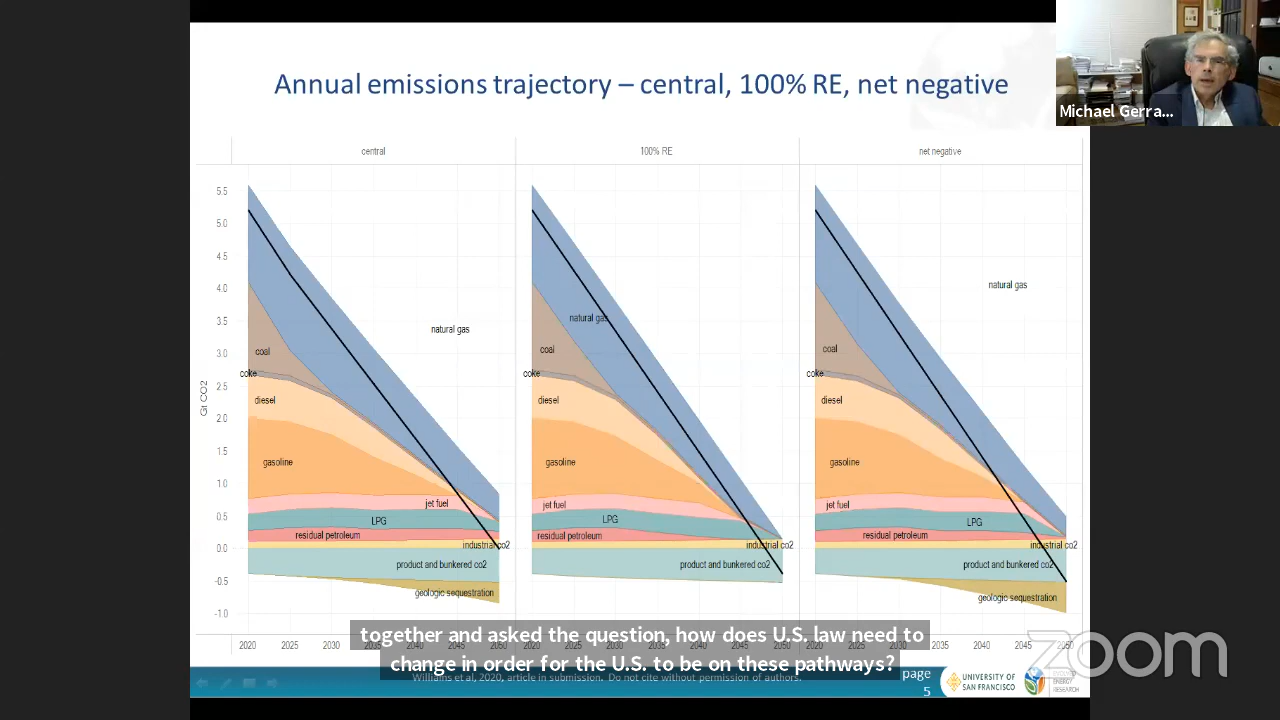 Annual emissions trajectory – central, 100% RE, net negative
Michael Gerra...
central
100% RE
net negative
Gt CO2
5.5
5.0
4.5
4.0
3.5
3.0
2.5
2.0
1.5
1.0
0.5
0.0
-0.5
-1.0
natural gas
coal
coke
diesel
gasoline
jet fuel
LPG
residual petroleum
industrial co2
product and bunkered co2
geologic sequestration
natural gas
coal
coke
diesel
gasoline
jet fuel
LPG
residual petroleum
industrial co2
product and bunkered co2
natural gas
coal
coke
diesel
gasoline
jet fuel
LPG
residual petroleum
industrial co2
product and bunkered co2
geologic sequestration
together and asked the question, how does U.S. law need to
change in order for the U.S. to be on these pathways?
2020 2025 2030 2035 2040 2045 2050 2020 2025 2030 2035 2040 2045 2050 2020 2025 2030 2035 2040 2045 2050
Williams et al, 2020, article in submission. Do not cite without permission of authors.
page
5
UNIVERSITY OF
SAN FRANCISCO
ENERGY
RESEARCH
zoom